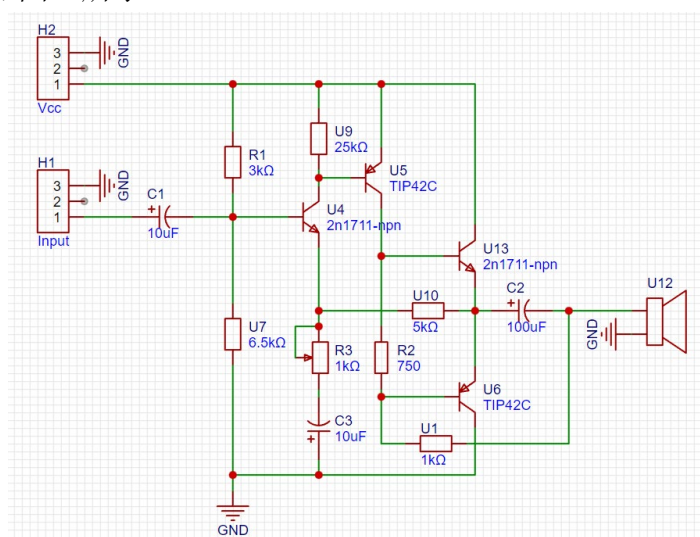 H2
3
2
1
GND
Vcc
H1
3
2
1
GND
Input
C1
+
10uF
R1
3kΩ
U9
25kΩ
U5
TIP42C
U4
2n1711-npn
U13
2n1711-npn
U7
6.5kΩ
R3
1kΩ
U10
5kΩ
C2
+
100uF
U12
GND
R2
750
U6
TIP42C
C3
+
10uF
U1
1kΩ
GND